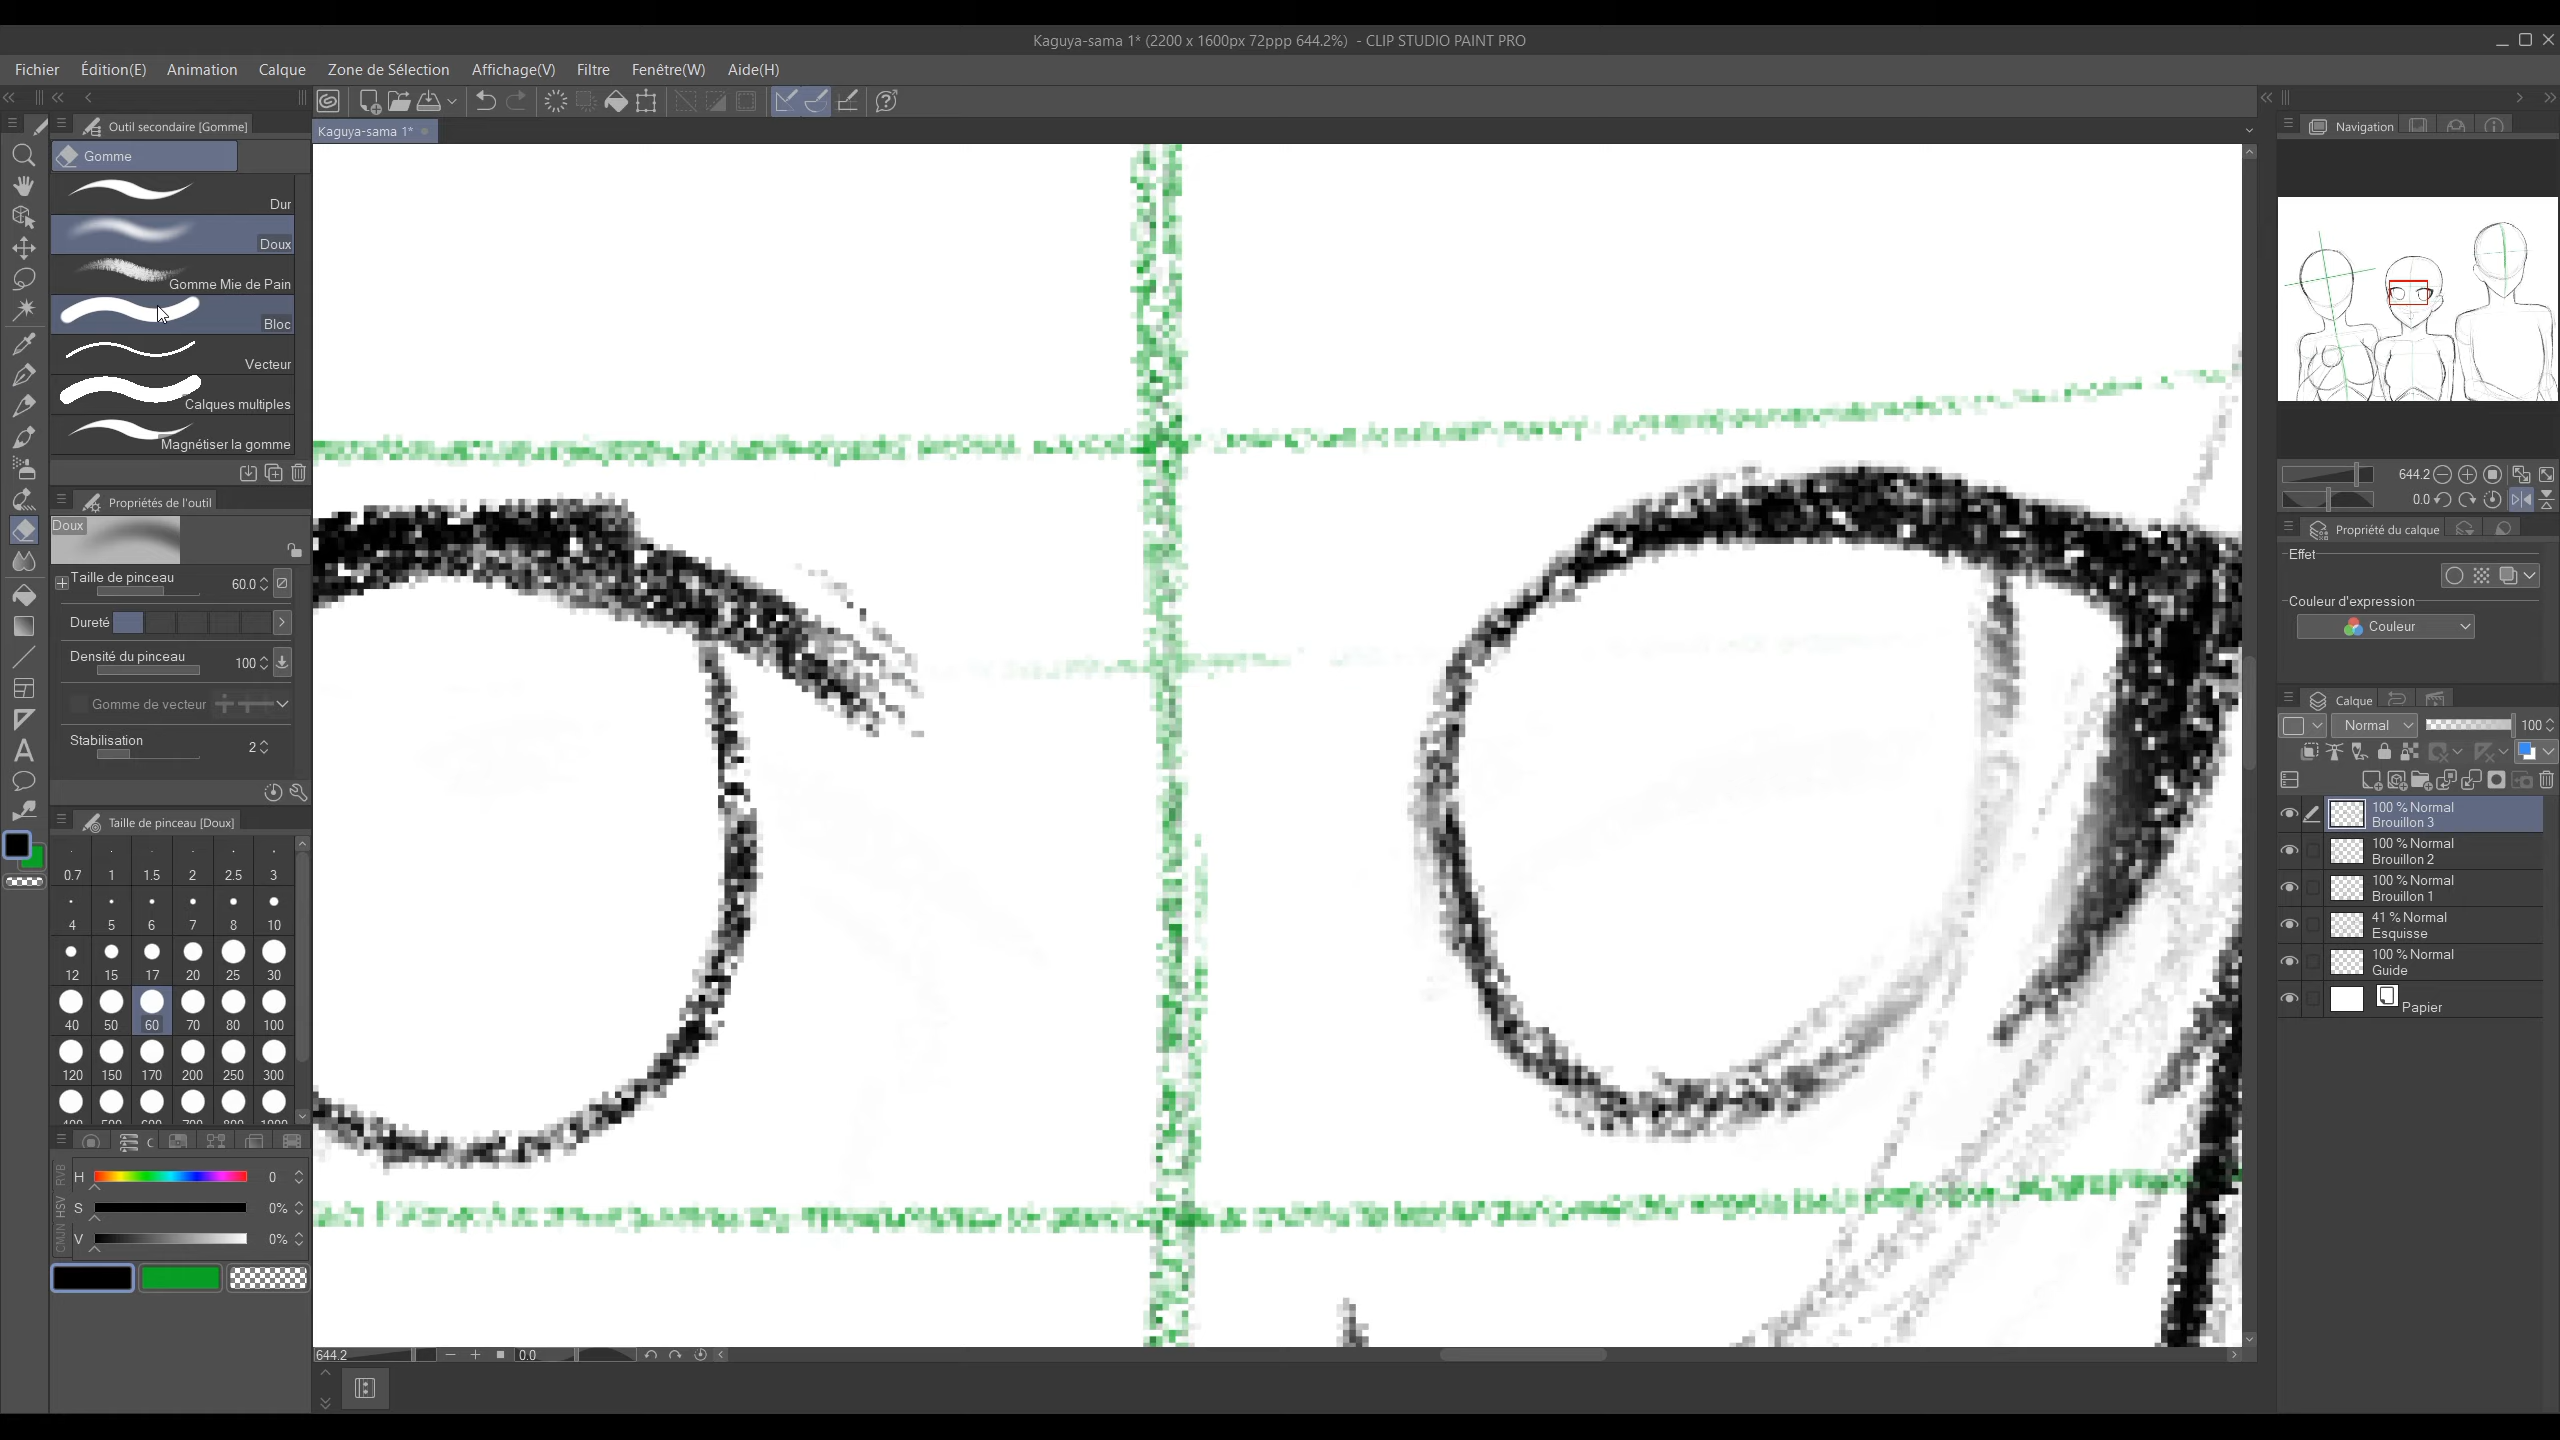 Kaguya-sama 1* (2200 x 1600px 72ppp 644.2%) - CLIP STUDIO PAINT PRO
Fichier Édition(E) Animation Calque Zone de Sélection Affichage(V) Filtre Fenêtre(W) Aide(H)
Outil secondaire [Gomme]
Gomme
Dur
Doux
Gomme Mie de Pain
Bloc
Vecteur
Calques multiples
Magnétiser la gomme
Propriétés de l'outil
Doux
Taille de pinceau 60.0
Dureté
Densité du pinceau 100
Gomme de vecteur
Stabilisation 2
Taille de pinceau [Doux]
0.7 1 1.5 2 2.5 3
4 5 6 7 8 10
12 15 17 20 25 30
40 50 60 70 80 100
120 150 170 200 250 300
RVB
HSV
CMJN
H 0
S 0%
V 0%
Kaguya-sama 1*
644.2 0.0
Navigation
644.2
0.0
Propriété du calque
Effet
Couleur d'expression
Couleur
Calque
Normal 100
100 % Normal
Brouillon 3
100 % Normal
Brouillon 2
100 % Normal
Brouillon 1
41 % Normal
Esquisse
100 % Normal
Guide
Papier